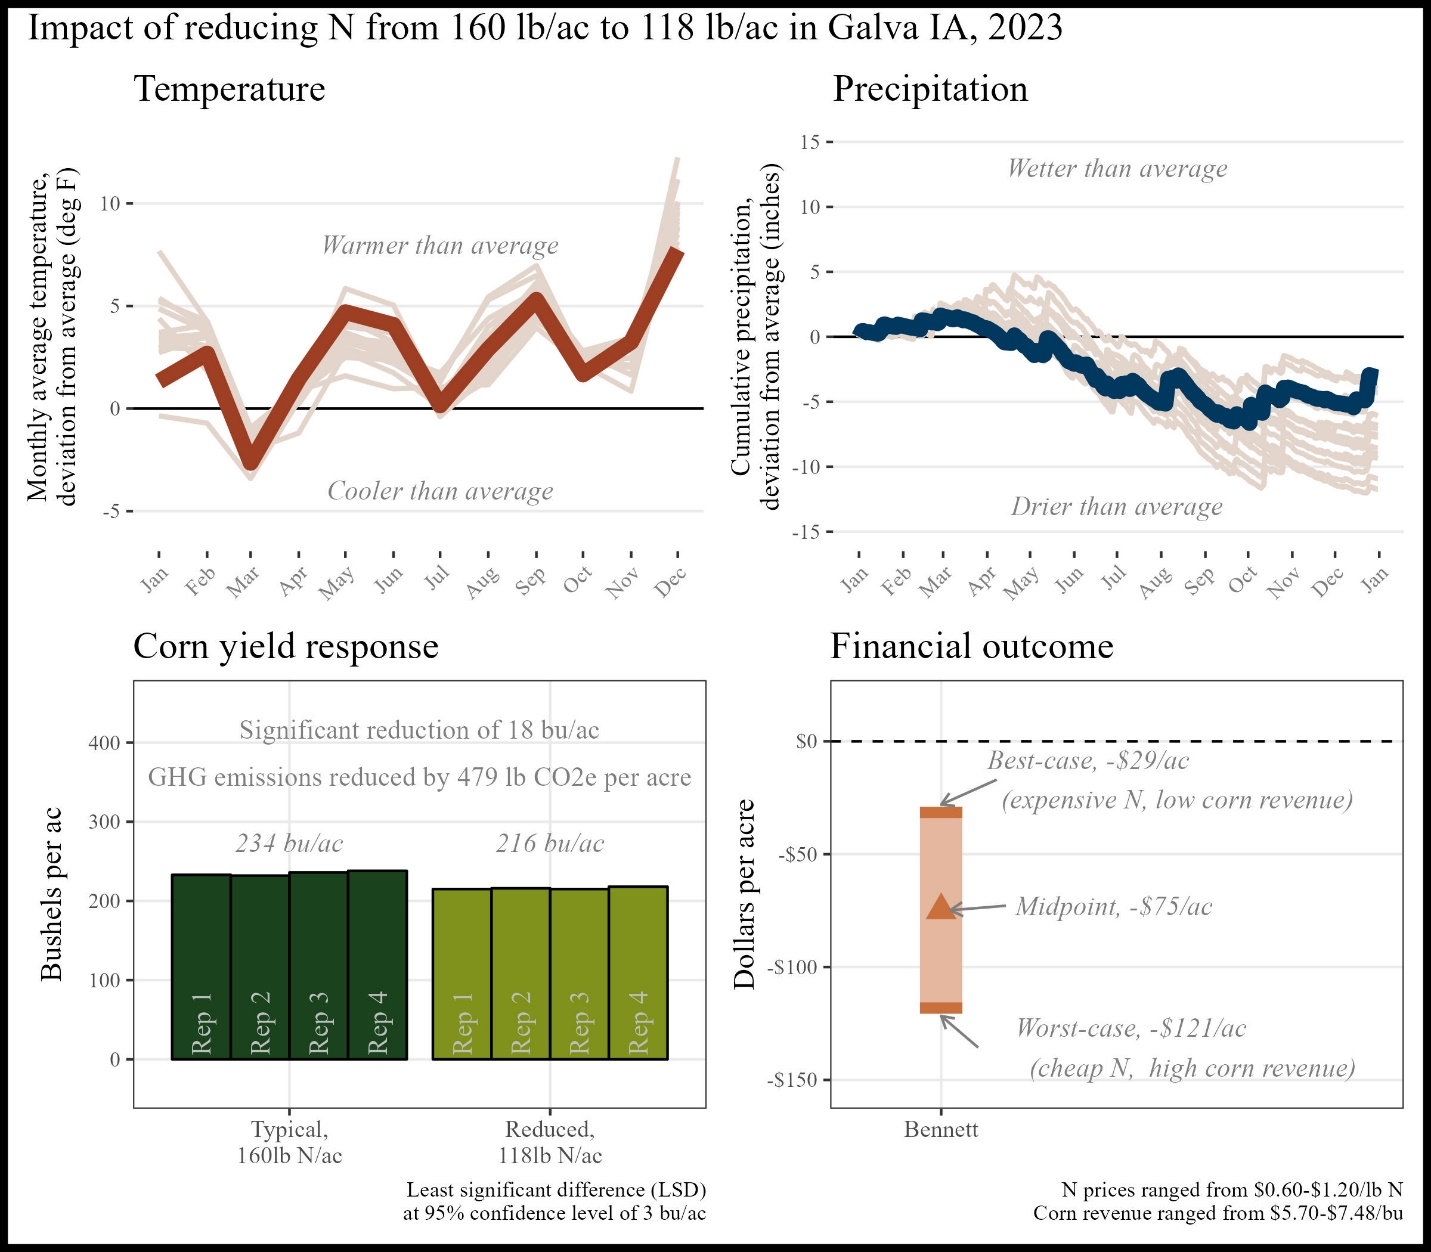 Impact of reducing N from 160 lb/ac to 118 lb/ac in Galva IA, 2023
Temperature
Monthly average temperature,
deviation from average (deg F)
10
5
0
-5
Warmer than average
Cooler than average
Jan
Feb
Mar
Apr
May
Jun
Jul
Aug
Sep
Oct
Nov
Dec
Precipitation
Cumulative precipitation,
deviation from average (inches)
15
10
5
0
-5
-10
-15
Wetter than average
Drier than average
Jan
Feb
Mar
Apr
May
Jun
Jul
Aug
Sep
Oct
Nov
Dec
Jan
Corn yield response
Bushels per ac
400
300
200
100
0
Significant reduction of 18 bu/ac
GHG emissions reduced by 479 lb CO2e per acre
234 bu/ac
216 bu/ac
Rep 1
Rep 2
Rep 3
Rep 4
Rep 1
Rep 2
Rep 3
Rep 4
Typical,
160lb N/ac
Reduced,
118lb N/ac
Least significant difference (LSD)
at 95% confidence level of 3 bu/ac
Financial outcome
Dollars per acre
$0
-$50
-$100
-$150
Best-case, -$29/ac
(expensive N, low corn revenue)
Midpoint, -$75/ac
Worst-case, -$121/ac
(cheap N,  high corn revenue)
Bennett
N prices ranged from $0.60-$1.20/lb N
Corn revenue ranged from $5.70-$7.48/bu